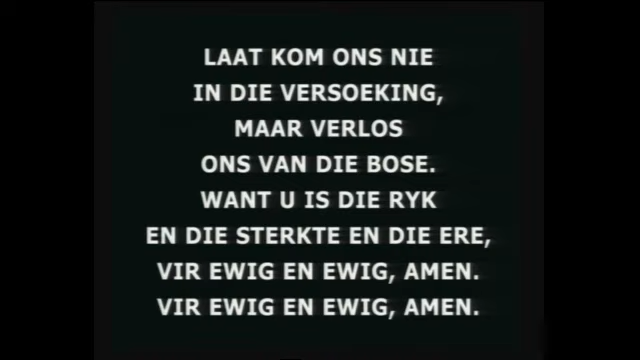 LAAT KOM ONS NIE
IN DIE VERSOEKING,
MAAR VERLOS
ONS VAN DIE BOSE.
WANT U IS DIE RYK
EN DIE STERKTE EN DIE ERE,
VIR EWIG EN EWIG, AMEN.
VIR EWIG EN EWIG, AMEN.